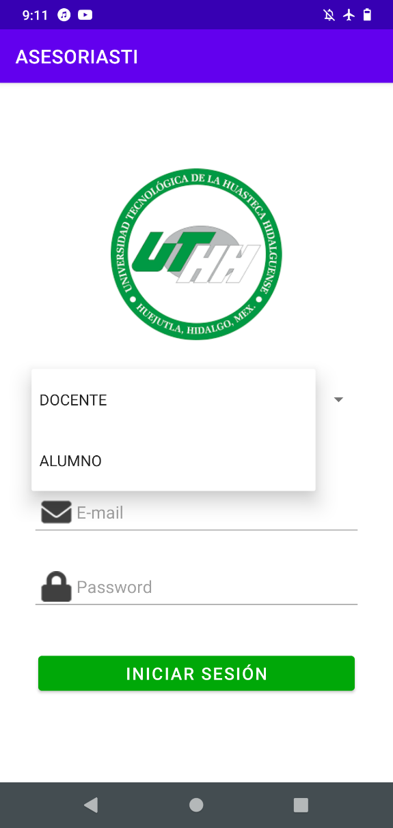 9:11
ASESORIASTI
UNIVERSIDAD TECNOLÓGICA DE LA HUASTECA HIDALGUENSE
UTHH
HUEJUTLA, HIDALGO, MEX.
DOCENTE
ALUMNO
E-mail
Password
INICIAR SESIÓN